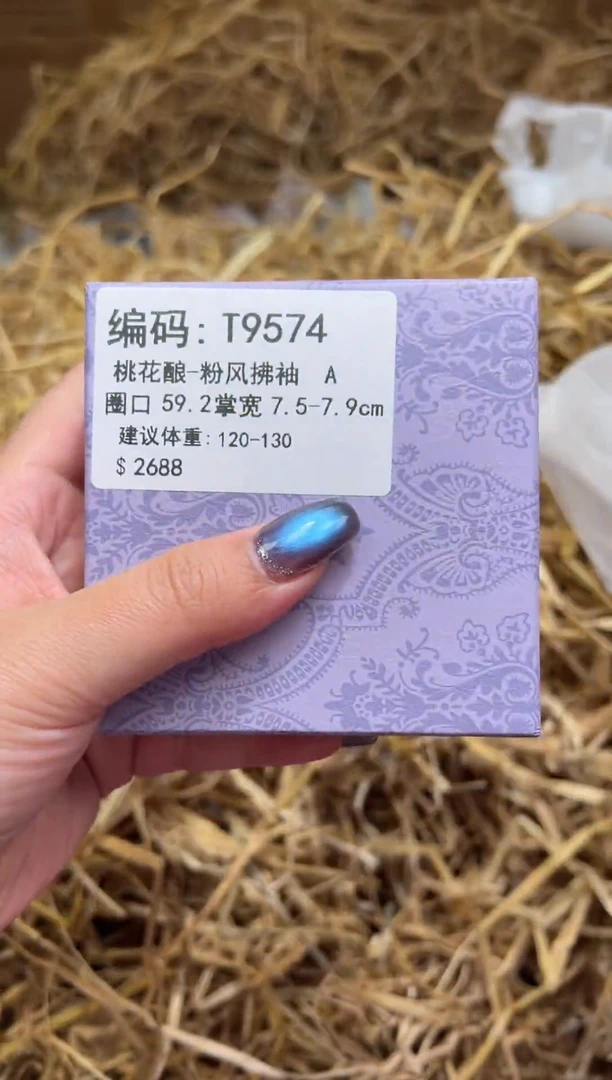 编码: T9574
桃花酿-粉风拂袖 A
圈口 59.2掌宽 7.5-7.9cm
建议体重: 120-130
$ 2688